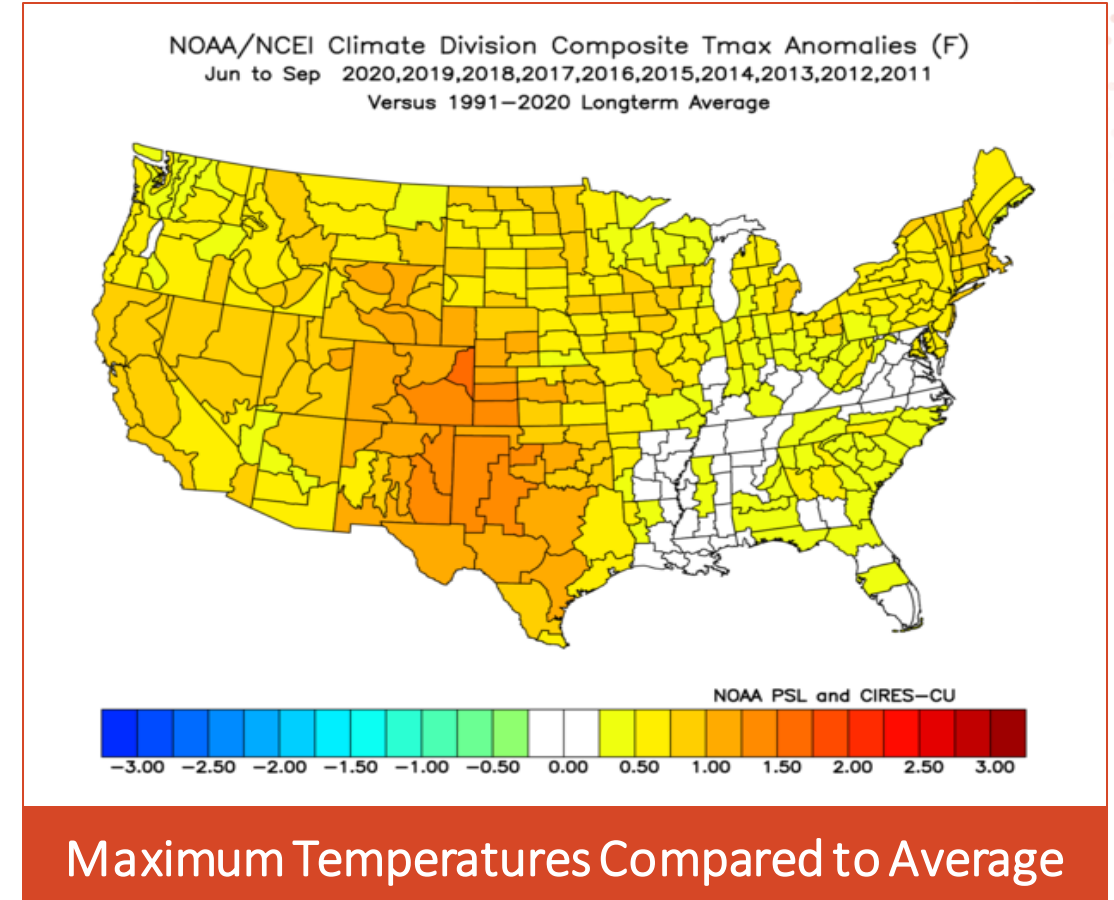 NOAA/NCEI Climate Division Composite Tmax Anomalies (F)
Jun to Sep 2020,2019,2018,2017,2016,2015,2014,2013,2012,2011
Versus 1991−2020 Longterm Average
NOAA PSL and CIRES−CU
−3.00 −2.50 −2.00 −1.50 −1.00 −0.50 0.00 0.50 1.00 1.50 2.00 2.50 3.00
Maximum Temperatures Compared to Average